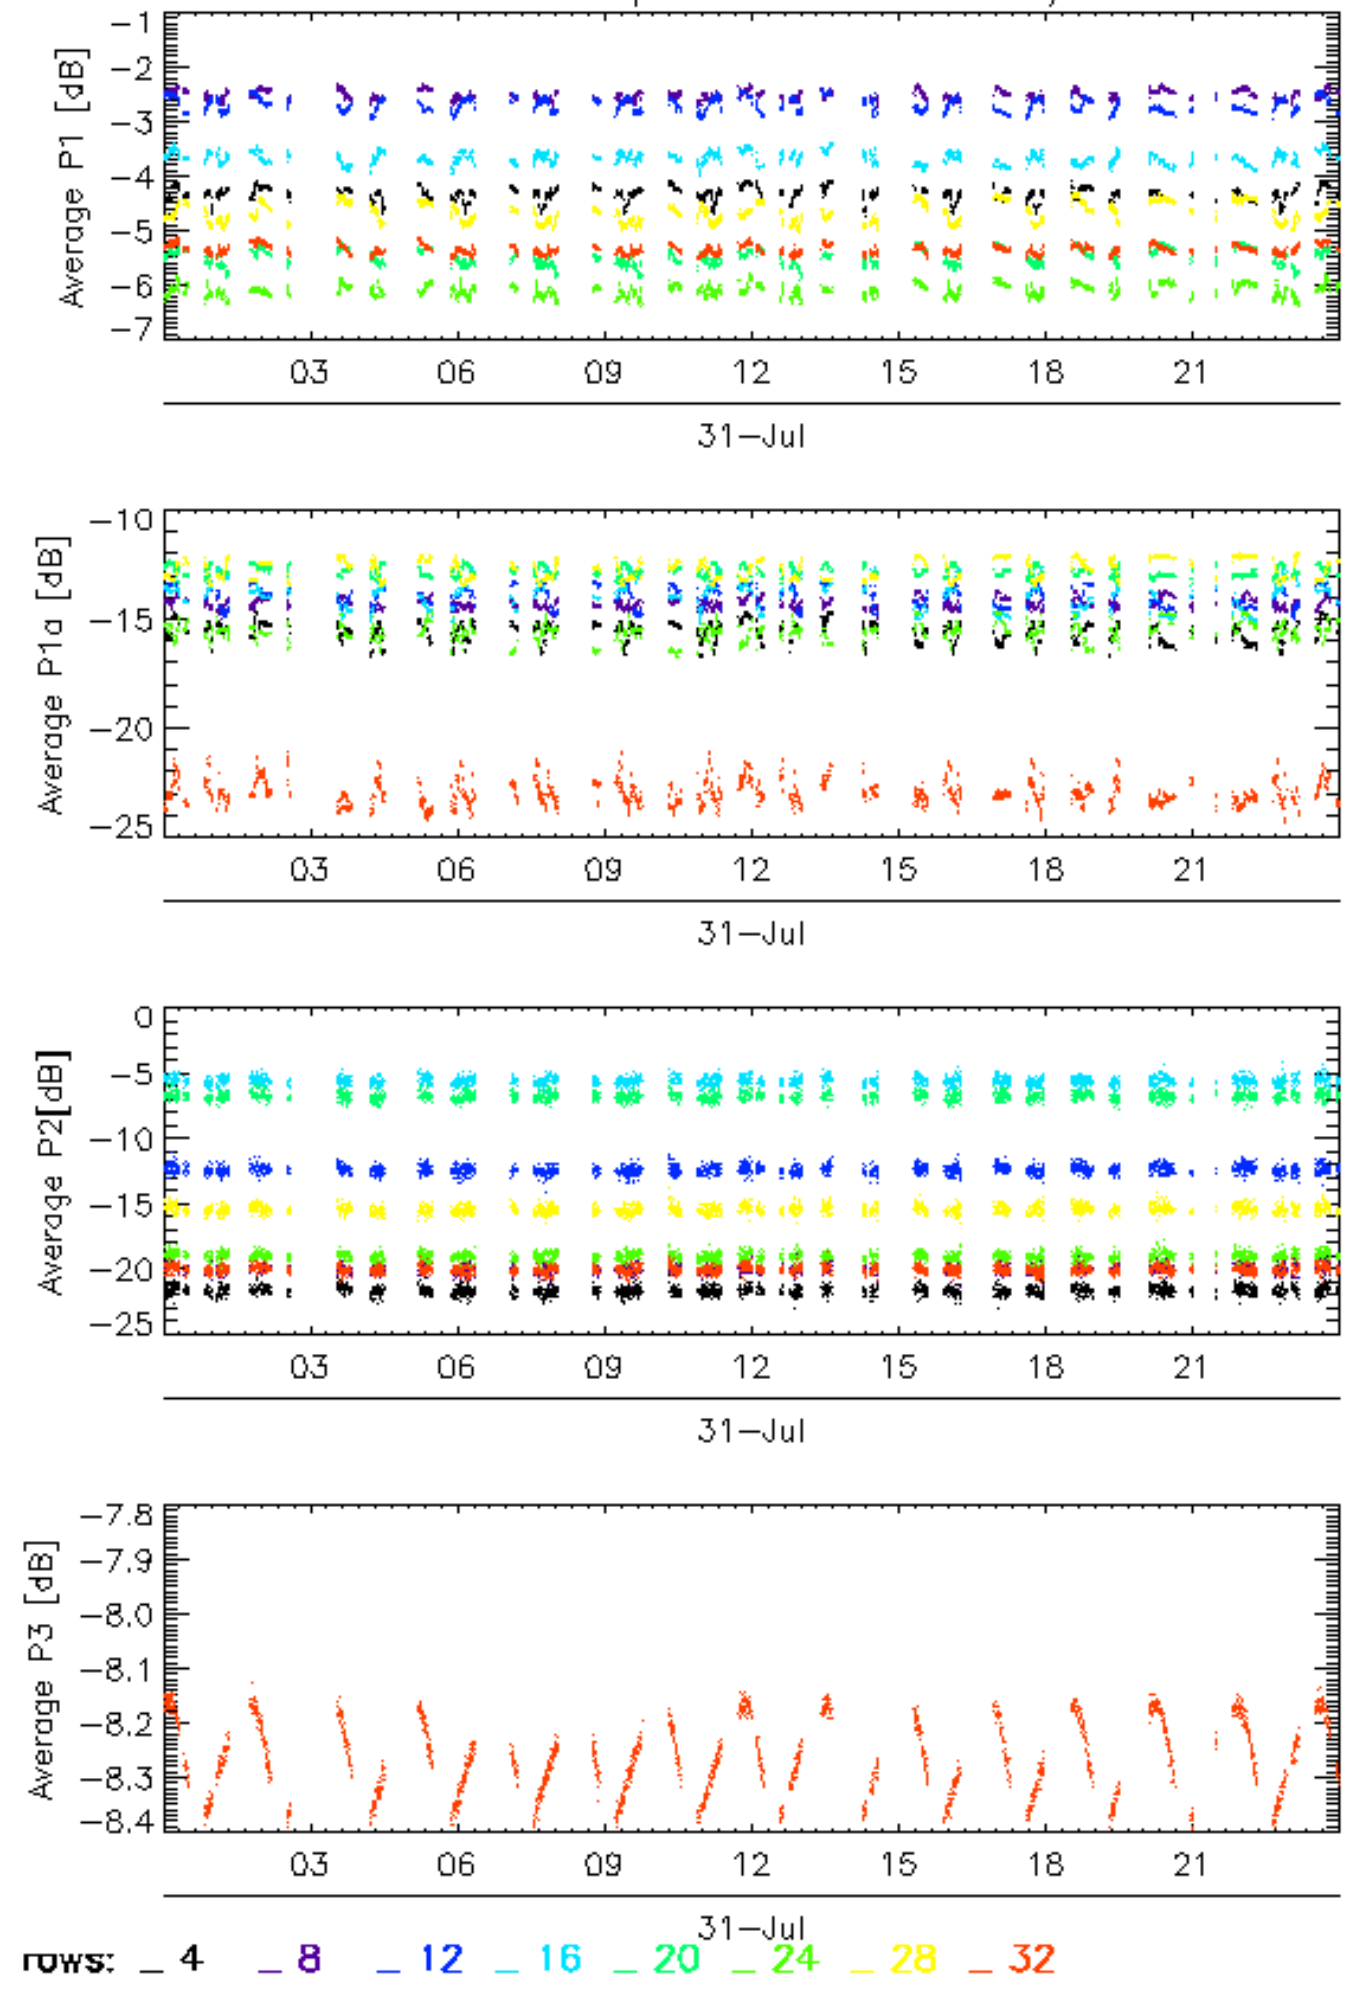 Average P1 [dB]
−1
−2
−3
−4
−5
−6
−7
03 06 09 12 15 18 21
31−Jul
Average P1a [dB]
−10
−15
−20
−25
03 06 09 12 15 18 21
31−Jul
Average P2[dB]
0
−5
−10
−15
−20
−25
03 06 09 12 15 18 21
31−Jul
Average P3 [dB]
−7.8
−7.9
−8.0
−8.1
−8.2
−8.3
−8.4
03 06 09 12 15 18 21
31−Jul
rows: _ 4 _ 8 _ 12 _ 16 _ 20 _ 24 _ 28 _ 32